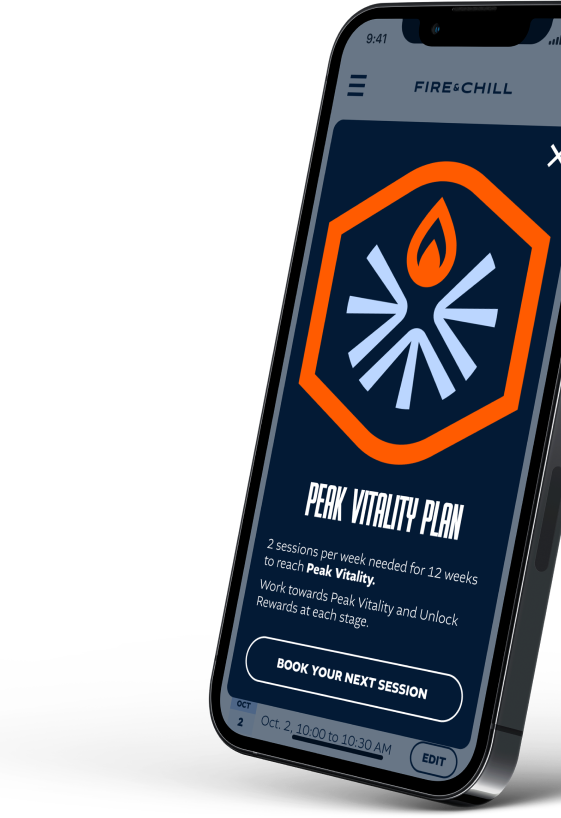 9:41
FIRE&CHILL
PEAK VITALITY PLAN
2 sessions per week needed for 12 weeks
to reach Peak Vitality.
Work towards Peak Vitality and Unlock
Rewards at each stage.
BOOK YOUR NEXT SESSION
OCT
2
Oct. 2, 10:00 to 10:30 AM
EDIT